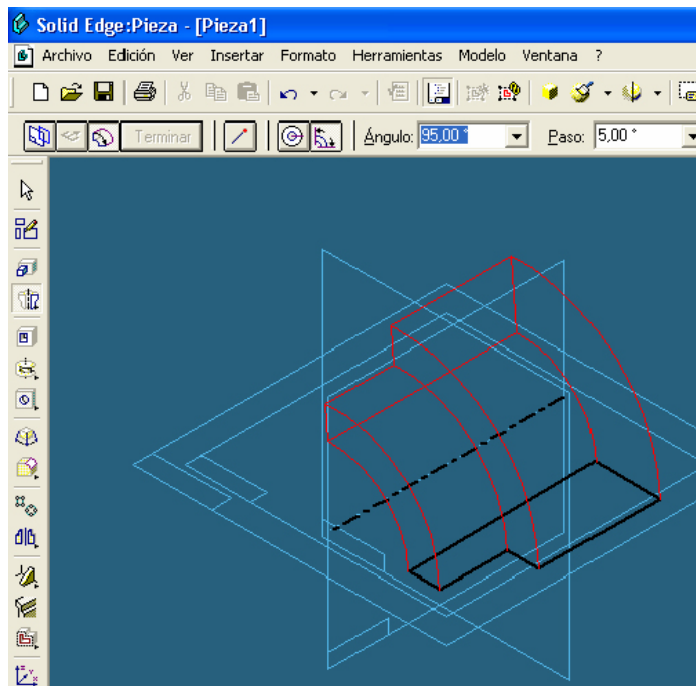 Solid Edge:Pieza - [Pieza1]
Archivo Edición Ver Insertar Formato Herramientas Modelo Ventana ?
Terminar Ángulo: 95,00 ° Paso: 5,00 °